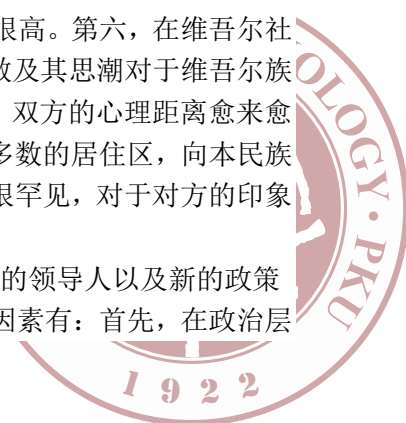 很高。第六，在维吾尔社
教及其思潮对于维吾尔族
双方的心理距离愈来愈
多数的居住区，向本民族
很罕见，对于对方的印象
的领导人以及新的政策
因素有：首先，在政治层
OLOGY · PKU
1922